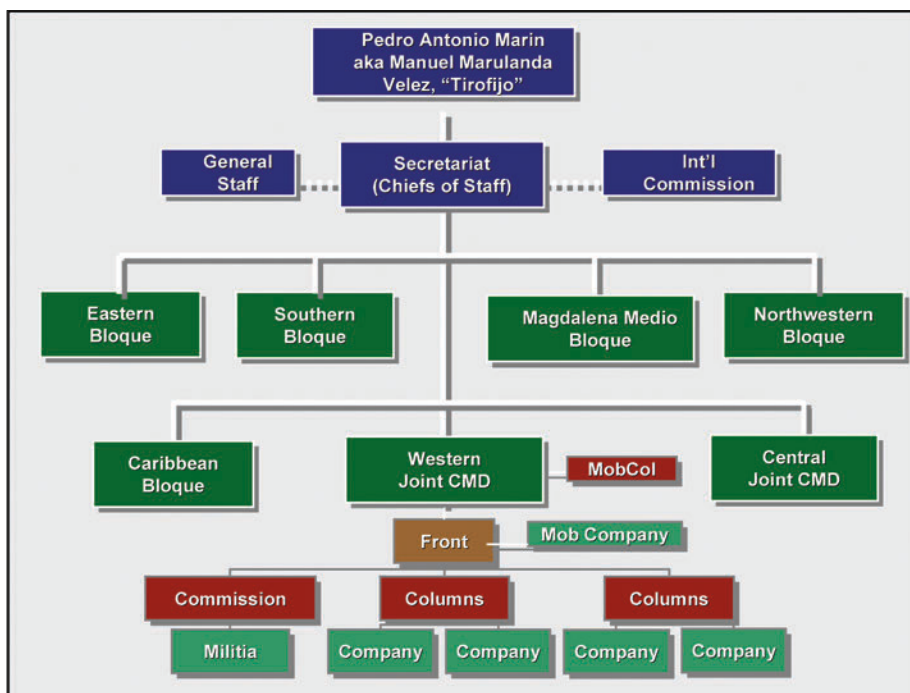 Pedro Antonio Marin
aka Manuel Marulanda
Velez, “Tirofijo”
General
Staff
Secretariat
(Chiefs of Staff)
Int’l
Commission
Eastern
Bloque
Southern
Bloque
Magdalena Medio
Bloque
Northwestern
Bloque
Caribbean
Bloque
Western
Joint CMD
MobCol
Central
Joint CMD
Front
Mob Company
Commission
Columns
Columns
Militia
Company
Company
Company
Company